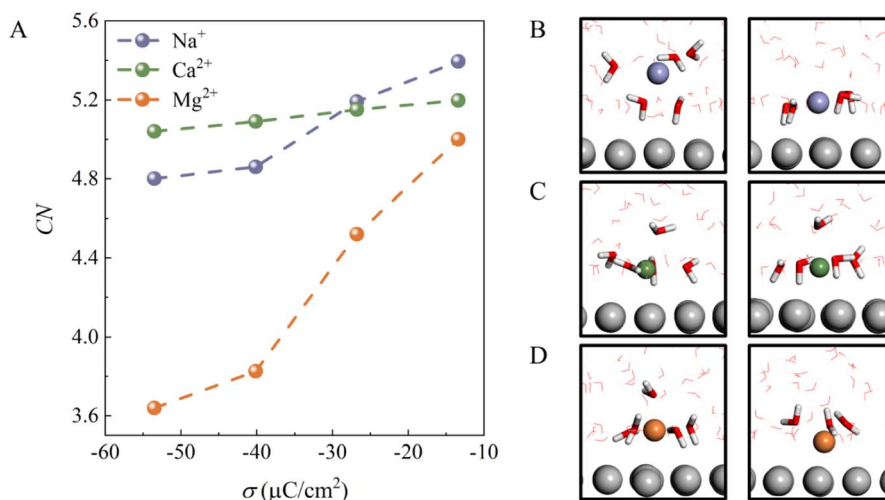 A
5.6
5.2
4.8
4.4
4.0
3.6
CN
Na⁺
Ca²⁺
Mg²⁺
-60
-50
-40
-30
-20
-10
σ (μC/cm²)
B
C
D